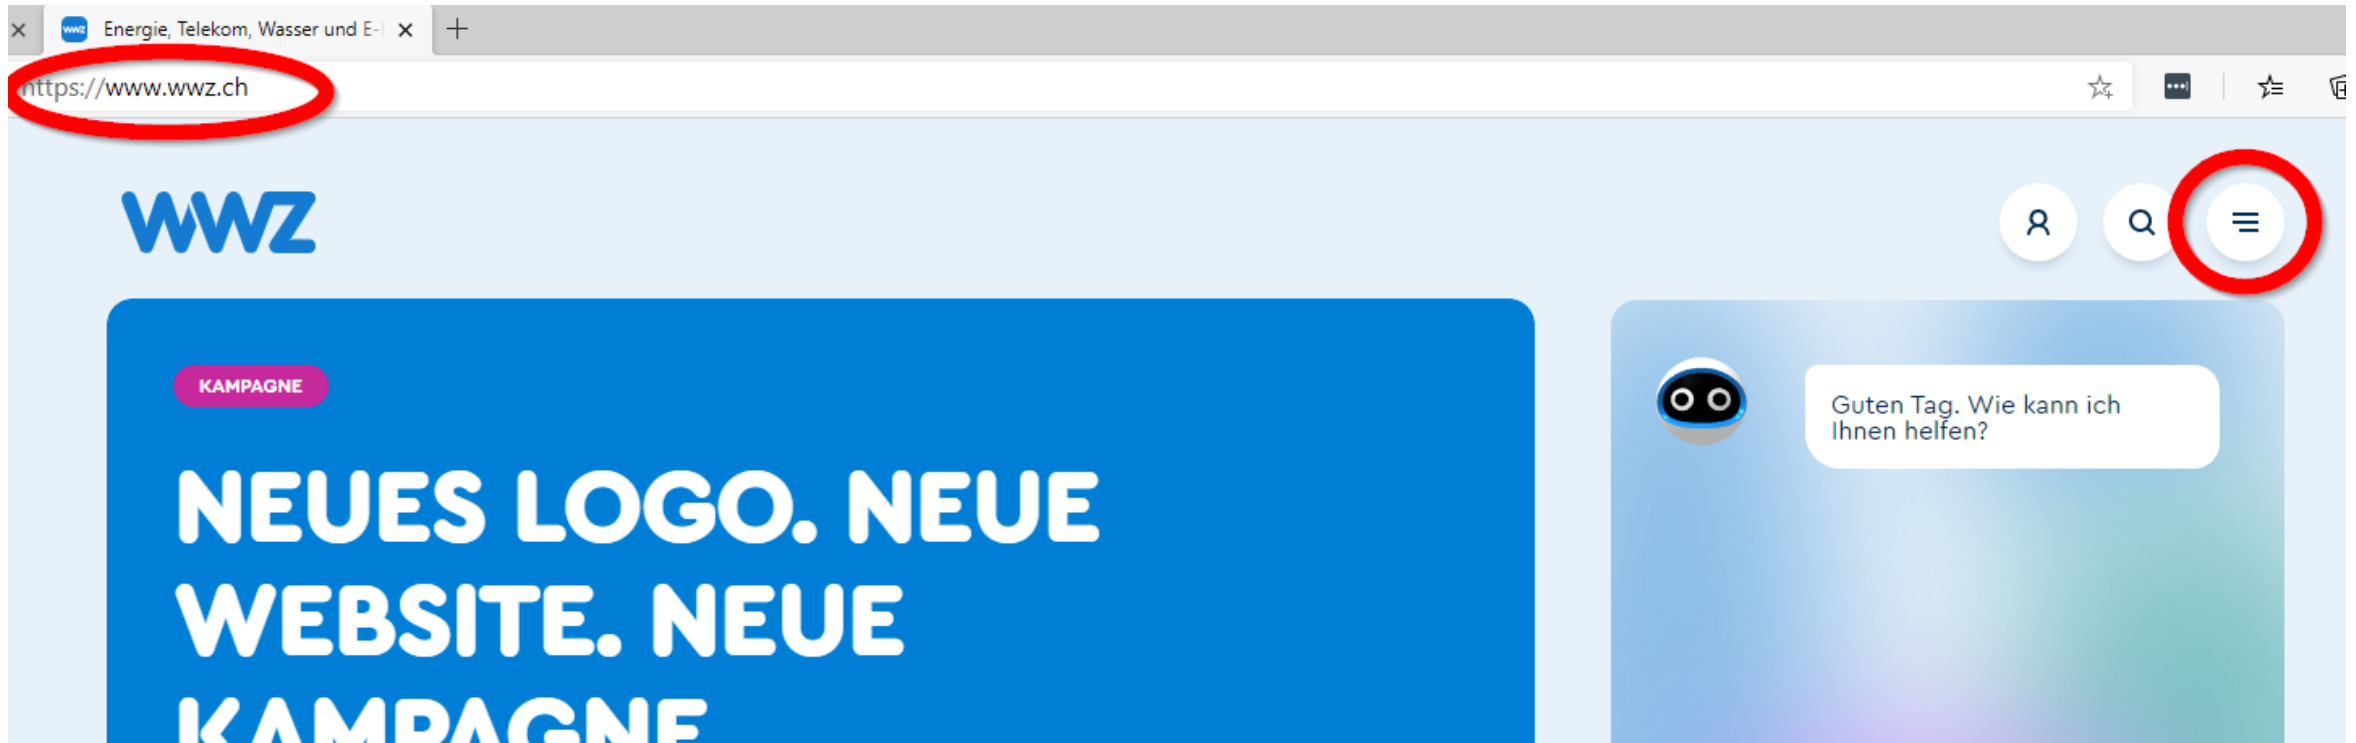 Energie, Telekom, Wasser und E-
https://www.wwz.ch
WWZ
KAMPAGNE
NEUES LOGO. NEUE
WEBSITE. NEUE
KAMPAGNE
Guten Tag. Wie kann ich
Ihnen helfen?